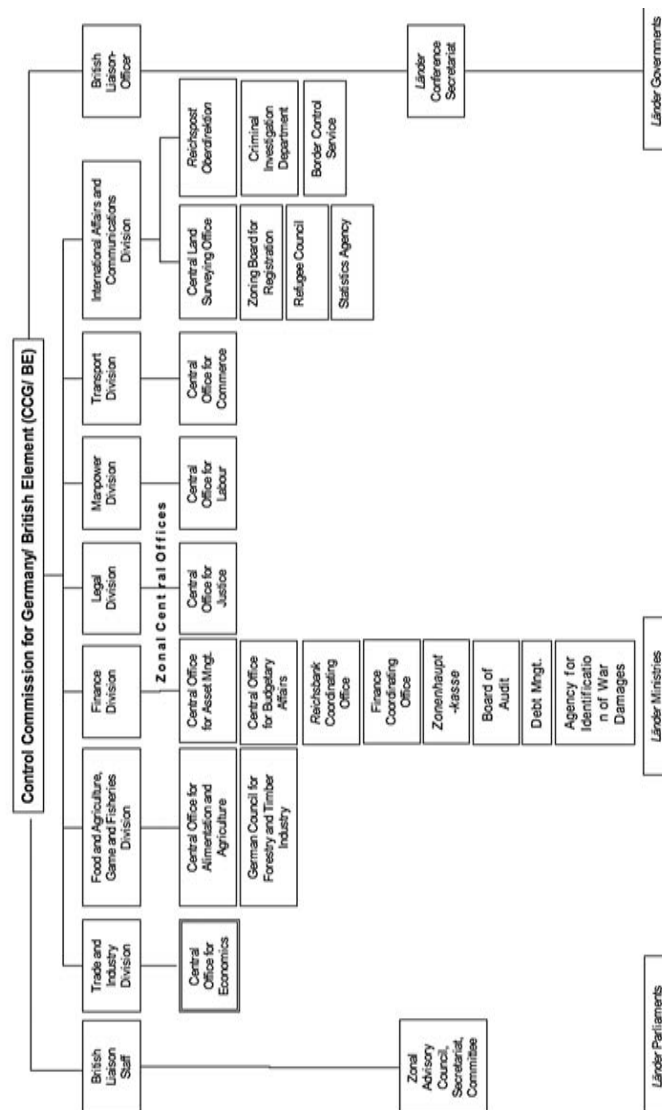 Control Commission for Germany/ British Element (CCG/ BE)
British
Liaison
Staff
Trade and
Industry
Division
Food and Agriculture,
Game and Fisheries
Division
Finance
Division
Legal
Division
Manpower
Division
Transport
Division
International Affairs and
Communications
Division
British
Liaison-
Officer
Zonal Central Offices
Central
Office for
Economics
Central Office for
Alimentation and
Agriculture
German Council for
Forestry and Timber
Industry
Central Office
for Asset Mngt.
Central Office
for Budgetary
Affairs
Reichsbank
Coordinating
Office
Finance
Coordinating
Office
Zonenhaupt
-kasse
Board of
Audit
Debt Mngt.
Agency for
Identificatio
n of War
Damages
Central
Office for
Justice
Central
Office for
Labour
Central
Office for
Commerce
Central Land
Surveying Office
Zoning Board for
Registration
Refugee Council
Statistics Agency
Reichspost
Oberdirektion
Criminal
Investigation
Department
Border Control
Service
Zonal
Advisory
Council,
Secretariat,
Committee
Länder
Conference
Secretariat
Länder Parliaments
Länder Ministries
Länder Governments